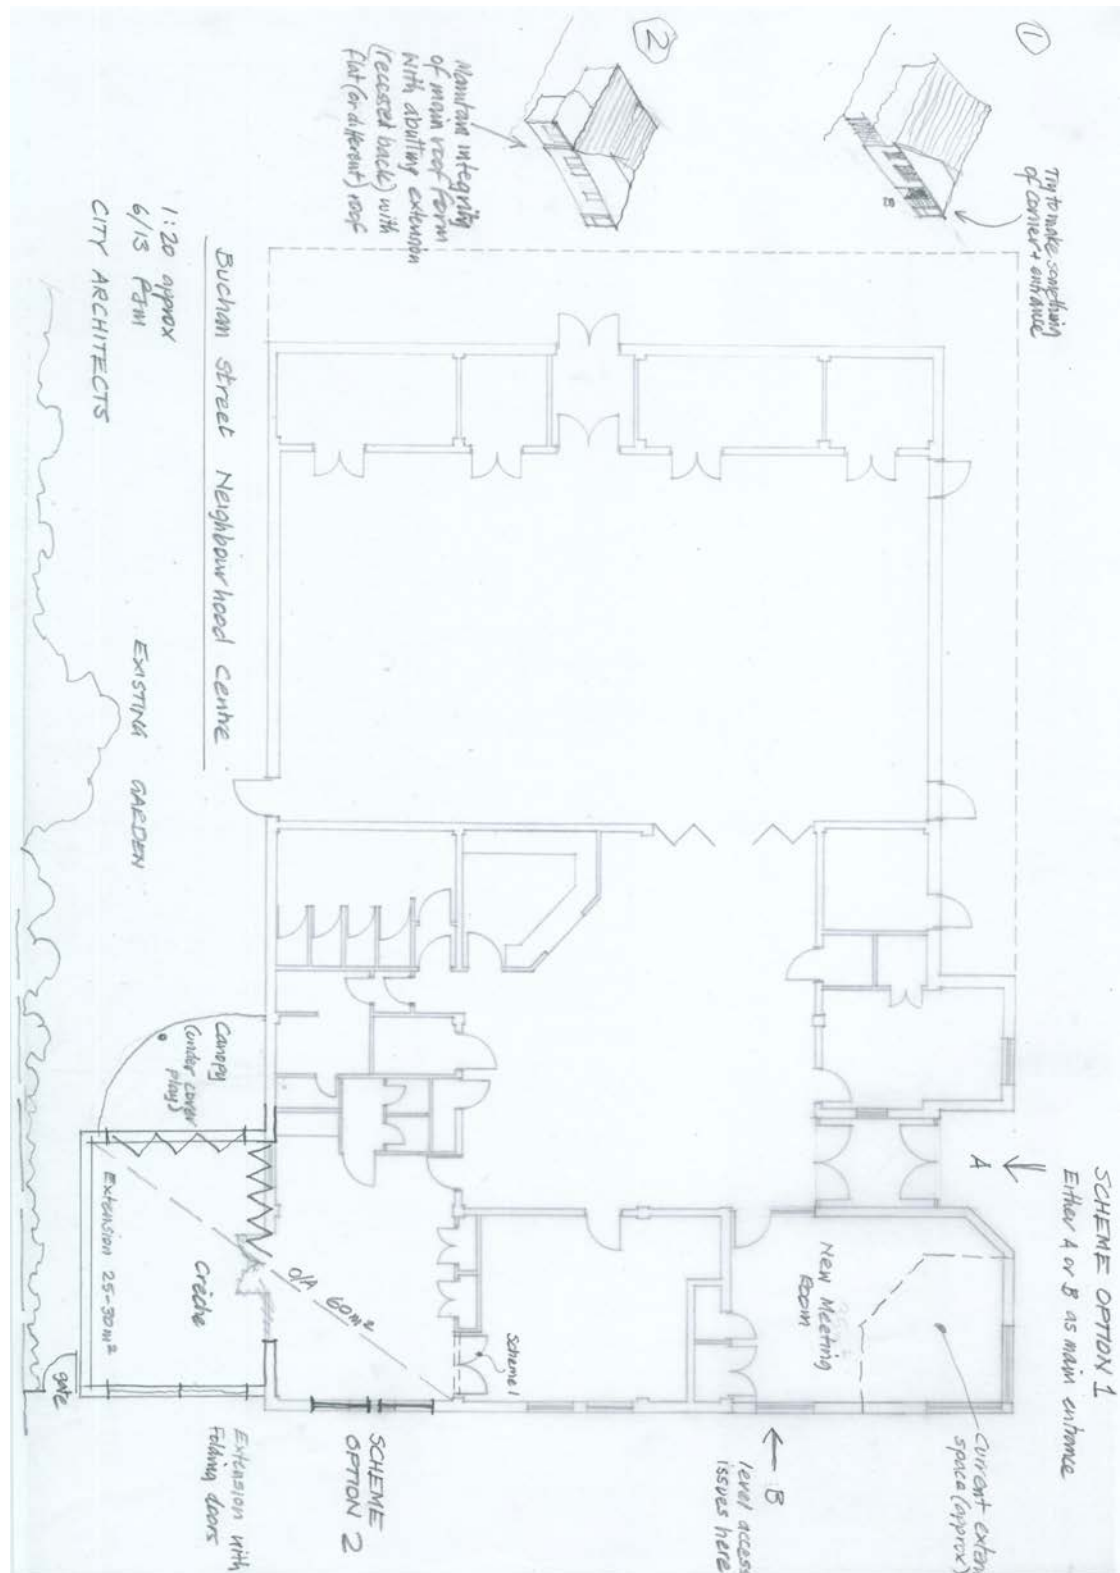 ①
Try to make something
of corner + entrance
B
②
Maintain integrity
of main roof form
with abutting extension
(recessed back) with
flat (or different) roof
SCHEME OPTION 1
Either A or B as main entrance
A
Current exten
space (approx)
New Meeting
Room
B
level access
issues here
Scheme 1
SCHEME
OPTION 2
O/A 60m²
Crèche
Extension 25-30m²
Extension with
Folding doors
gate
Canopy
(under cover
play)
Buchan Street Neighbourhood Centre
EXISTING GARDEN
1:20 approx
6/13
CITY ARCHITECTS